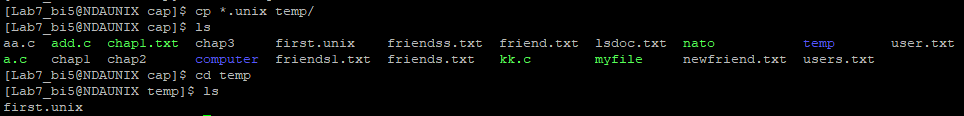 [Lab7_bi5@NDAUNIX cap]$ cp *.unix temp/
[Lab7_bi5@NDAUNIX cap]$ ls
aa.c add.c chap1.txt chap3 first.unix friendss.txt friend.txt lsdoc.txt nato temp user.txt
a.c chap1 chap2 computer friends1.txt friends.txt kk.c myfile newfriend.txt users.txt
[Lab7_bi5@NDAUNIX cap]$ cd temp
[Lab7_bi5@NDAUNIX temp]$ ls
first.unix